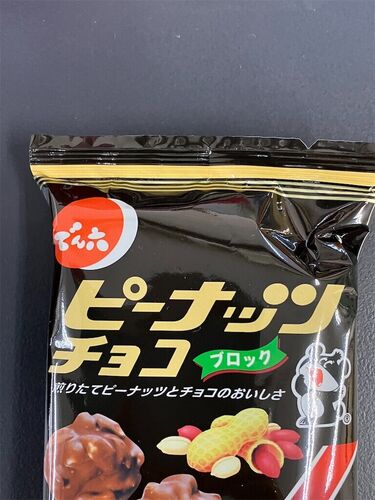 でん六
ピーナッツ
チョコ
ブロック
煎りたてピーナッツとチョコのおいしさ